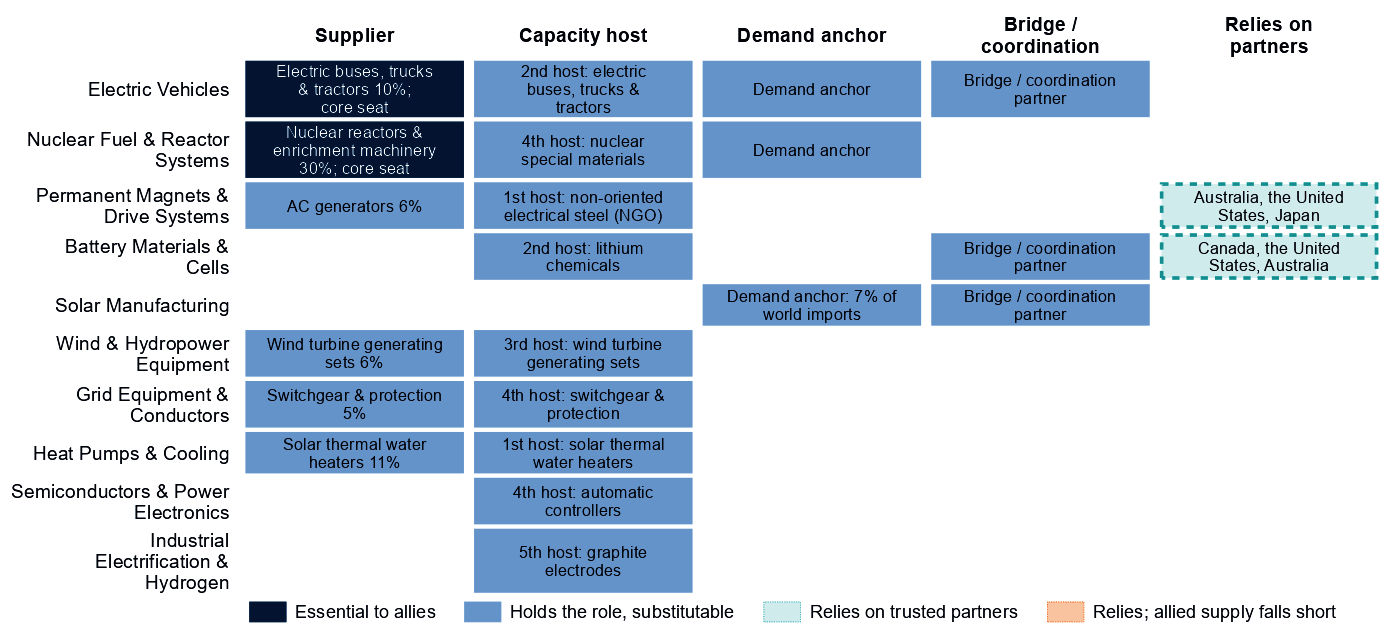 Supplier
Capacity host
Demand anchor
Bridge /
coordination
Relies on
partners
Electric Vehicles
Electric buses, trucks
& tractors 10%;
core seat
2nd host: electric
buses, trucks &
tractors
Demand anchor
Bridge / coordination
partner
Nuclear Fuel & Reactor
Systems
Nuclear reactors &
enrichment machinery
30%; core seat
4th host: nuclear
special materials
Demand anchor
Permanent Magnets &
Drive Systems
AC generators 6%
1st host: non-oriented
electrical steel (NGO)
Australia, the United
States, Japan
Battery Materials &
Cells
2nd host: lithium
chemicals
Bridge / coordination
partner
Canada, the United
States, Australia
Solar Manufacturing
Demand anchor: 7% of
world imports
Bridge / coordination
partner
Wind & Hydropower
Equipment
Wind turbine generating
sets 6%
3rd host: wind turbine
generating sets
Grid Equipment &
Conductors
Switchgear & protection
5%
4th host: switchgear &
protection
Heat Pumps & Cooling
Solar thermal water
heaters 11%
1st host: solar thermal
water heaters
Semiconductors & Power
Electronics
4th host: automatic
controllers
Industrial
Electrification &
Hydrogen
5th host: graphite
electrodes
Essential to allies
Holds the role, substitutable
Relies on trusted partners
Relies; allied supply falls short